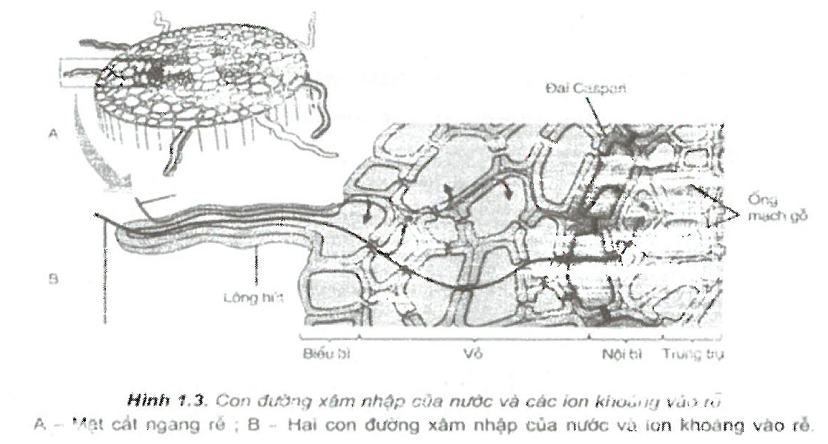 Đai Caspari
A
Ống
mạch gỗ
B
Lông hút
Biểu bì
Vỏ
Nội bì
Trung trụ
Hình 1.3. Con đường xâm nhập của nước và các ion khoáng vào rễ
A – Mặt cắt ngang rễ ; B – Hai con đường xâm nhập của nước và ion khoáng vào rễ.